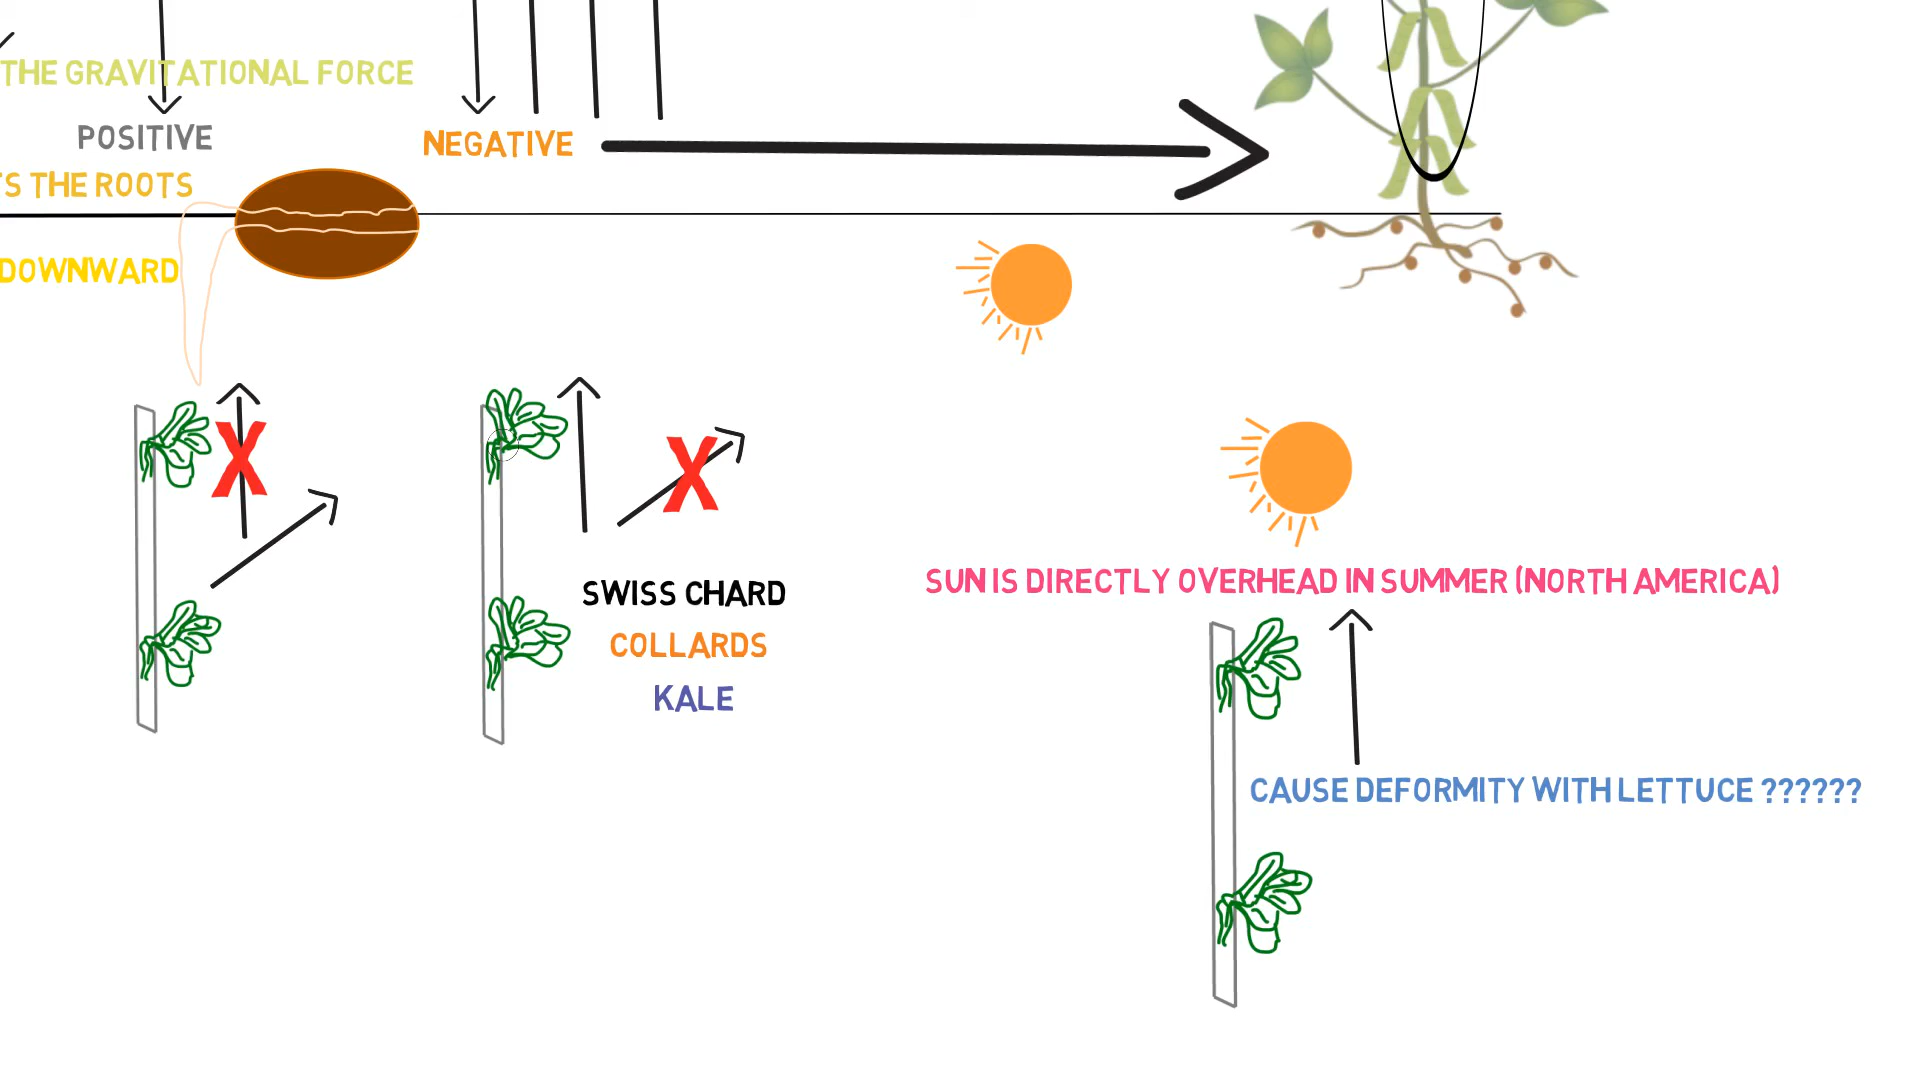 THE GRAVITATIONAL FORCE
POSITIVE
NEGATIVE
THE ROOTS
DOWNWARD
X
X
SWISS CHARD
COLLARDS
KALE
SUN IS DIRECTLY OVERHEAD IN SUMMER (NORTH AMERICA)
CAUSE DEFORMITY WITH LETTUCE ??????